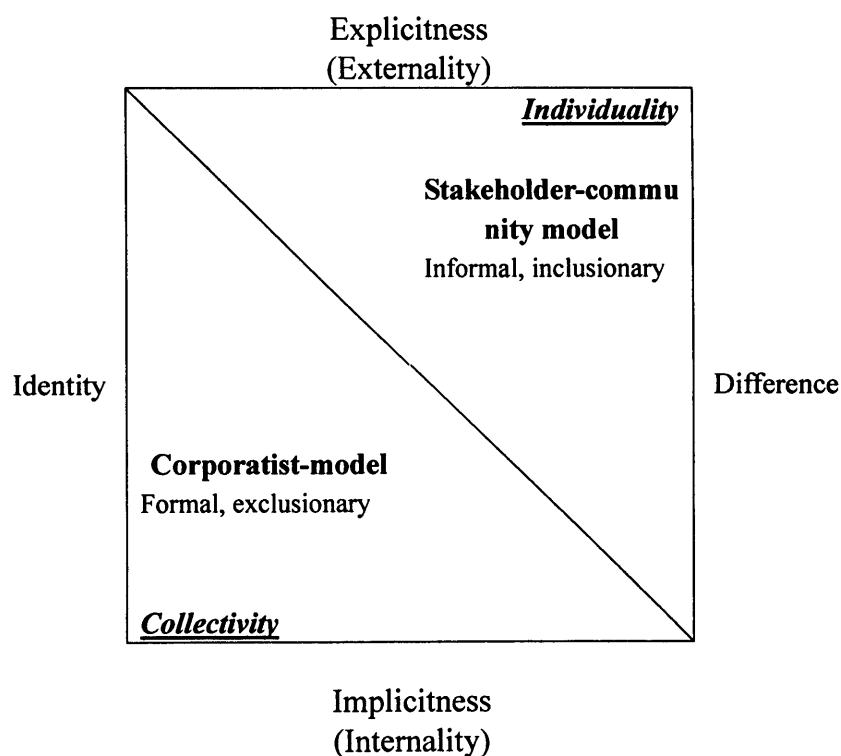 Explicitness
(Externality)
Individuality
Stakeholder-commu
nity model
Informal, inclusionary
Identity
Difference
Corporatist-model
Formal, exclusionary
Collectivity
Implicitness
(Internality)